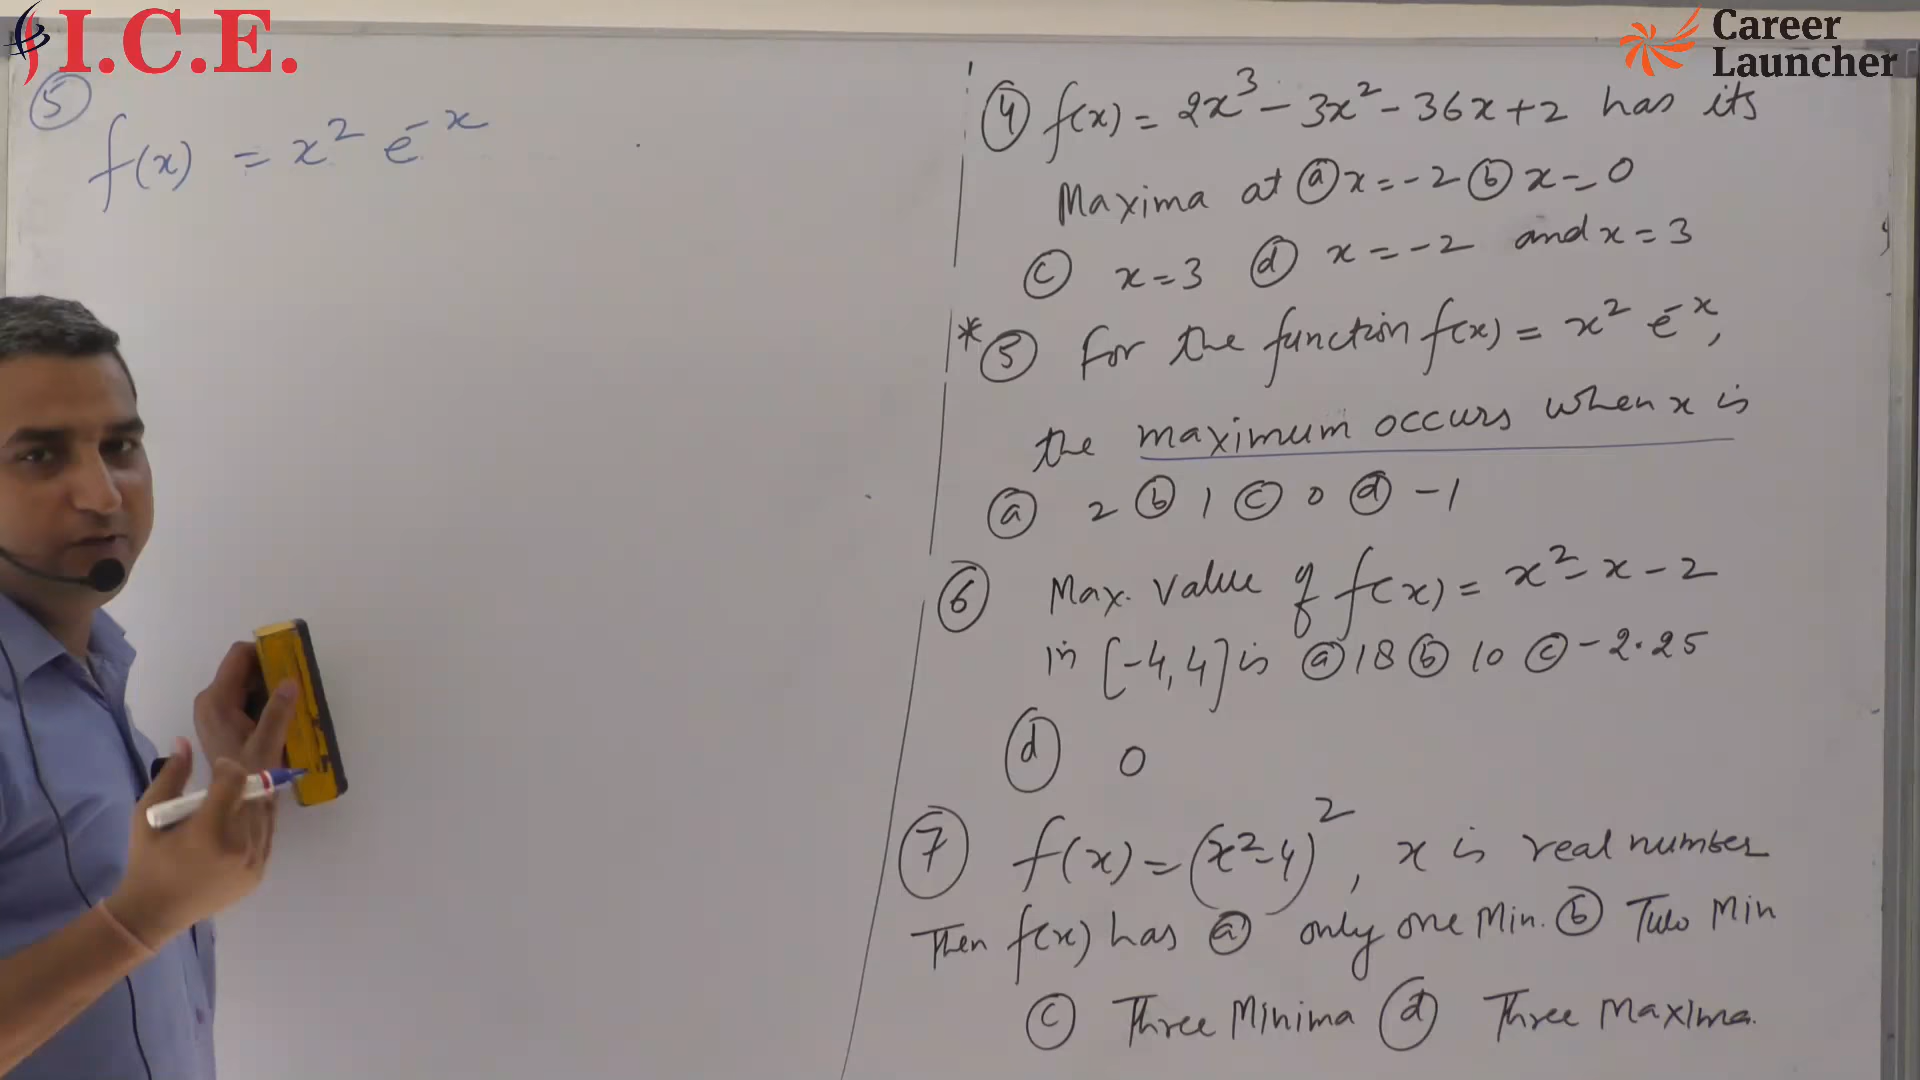 I.C.E.
Career
Launcher
⑤
f(x) = x² e⁻ˣ
④ f(x) = 2x³ - 3x² - 36x + 2 has its
Maxima at ⓐ x = -2 ⓑ x = 0
ⓒ x = 3 ⓓ x = -2 and x = 3
* ⑤ For the function f(x) = x² e⁻ˣ,
the maximum occurs when x is
ⓐ 2 ⓑ 1 ⓒ 0 ⓓ -1
⑥ Max. value of f(x) = x² - x - 2
in [-4, 4] is ⓐ 18 ⓑ 10 ⓒ -2.25
ⓓ 0
⑦ f(x) = (x² - 4)², x is real number
Then f(x) has ⓐ only one Min. ⓑ Two Min
ⓒ Three Minima ⓓ Three Maxima.